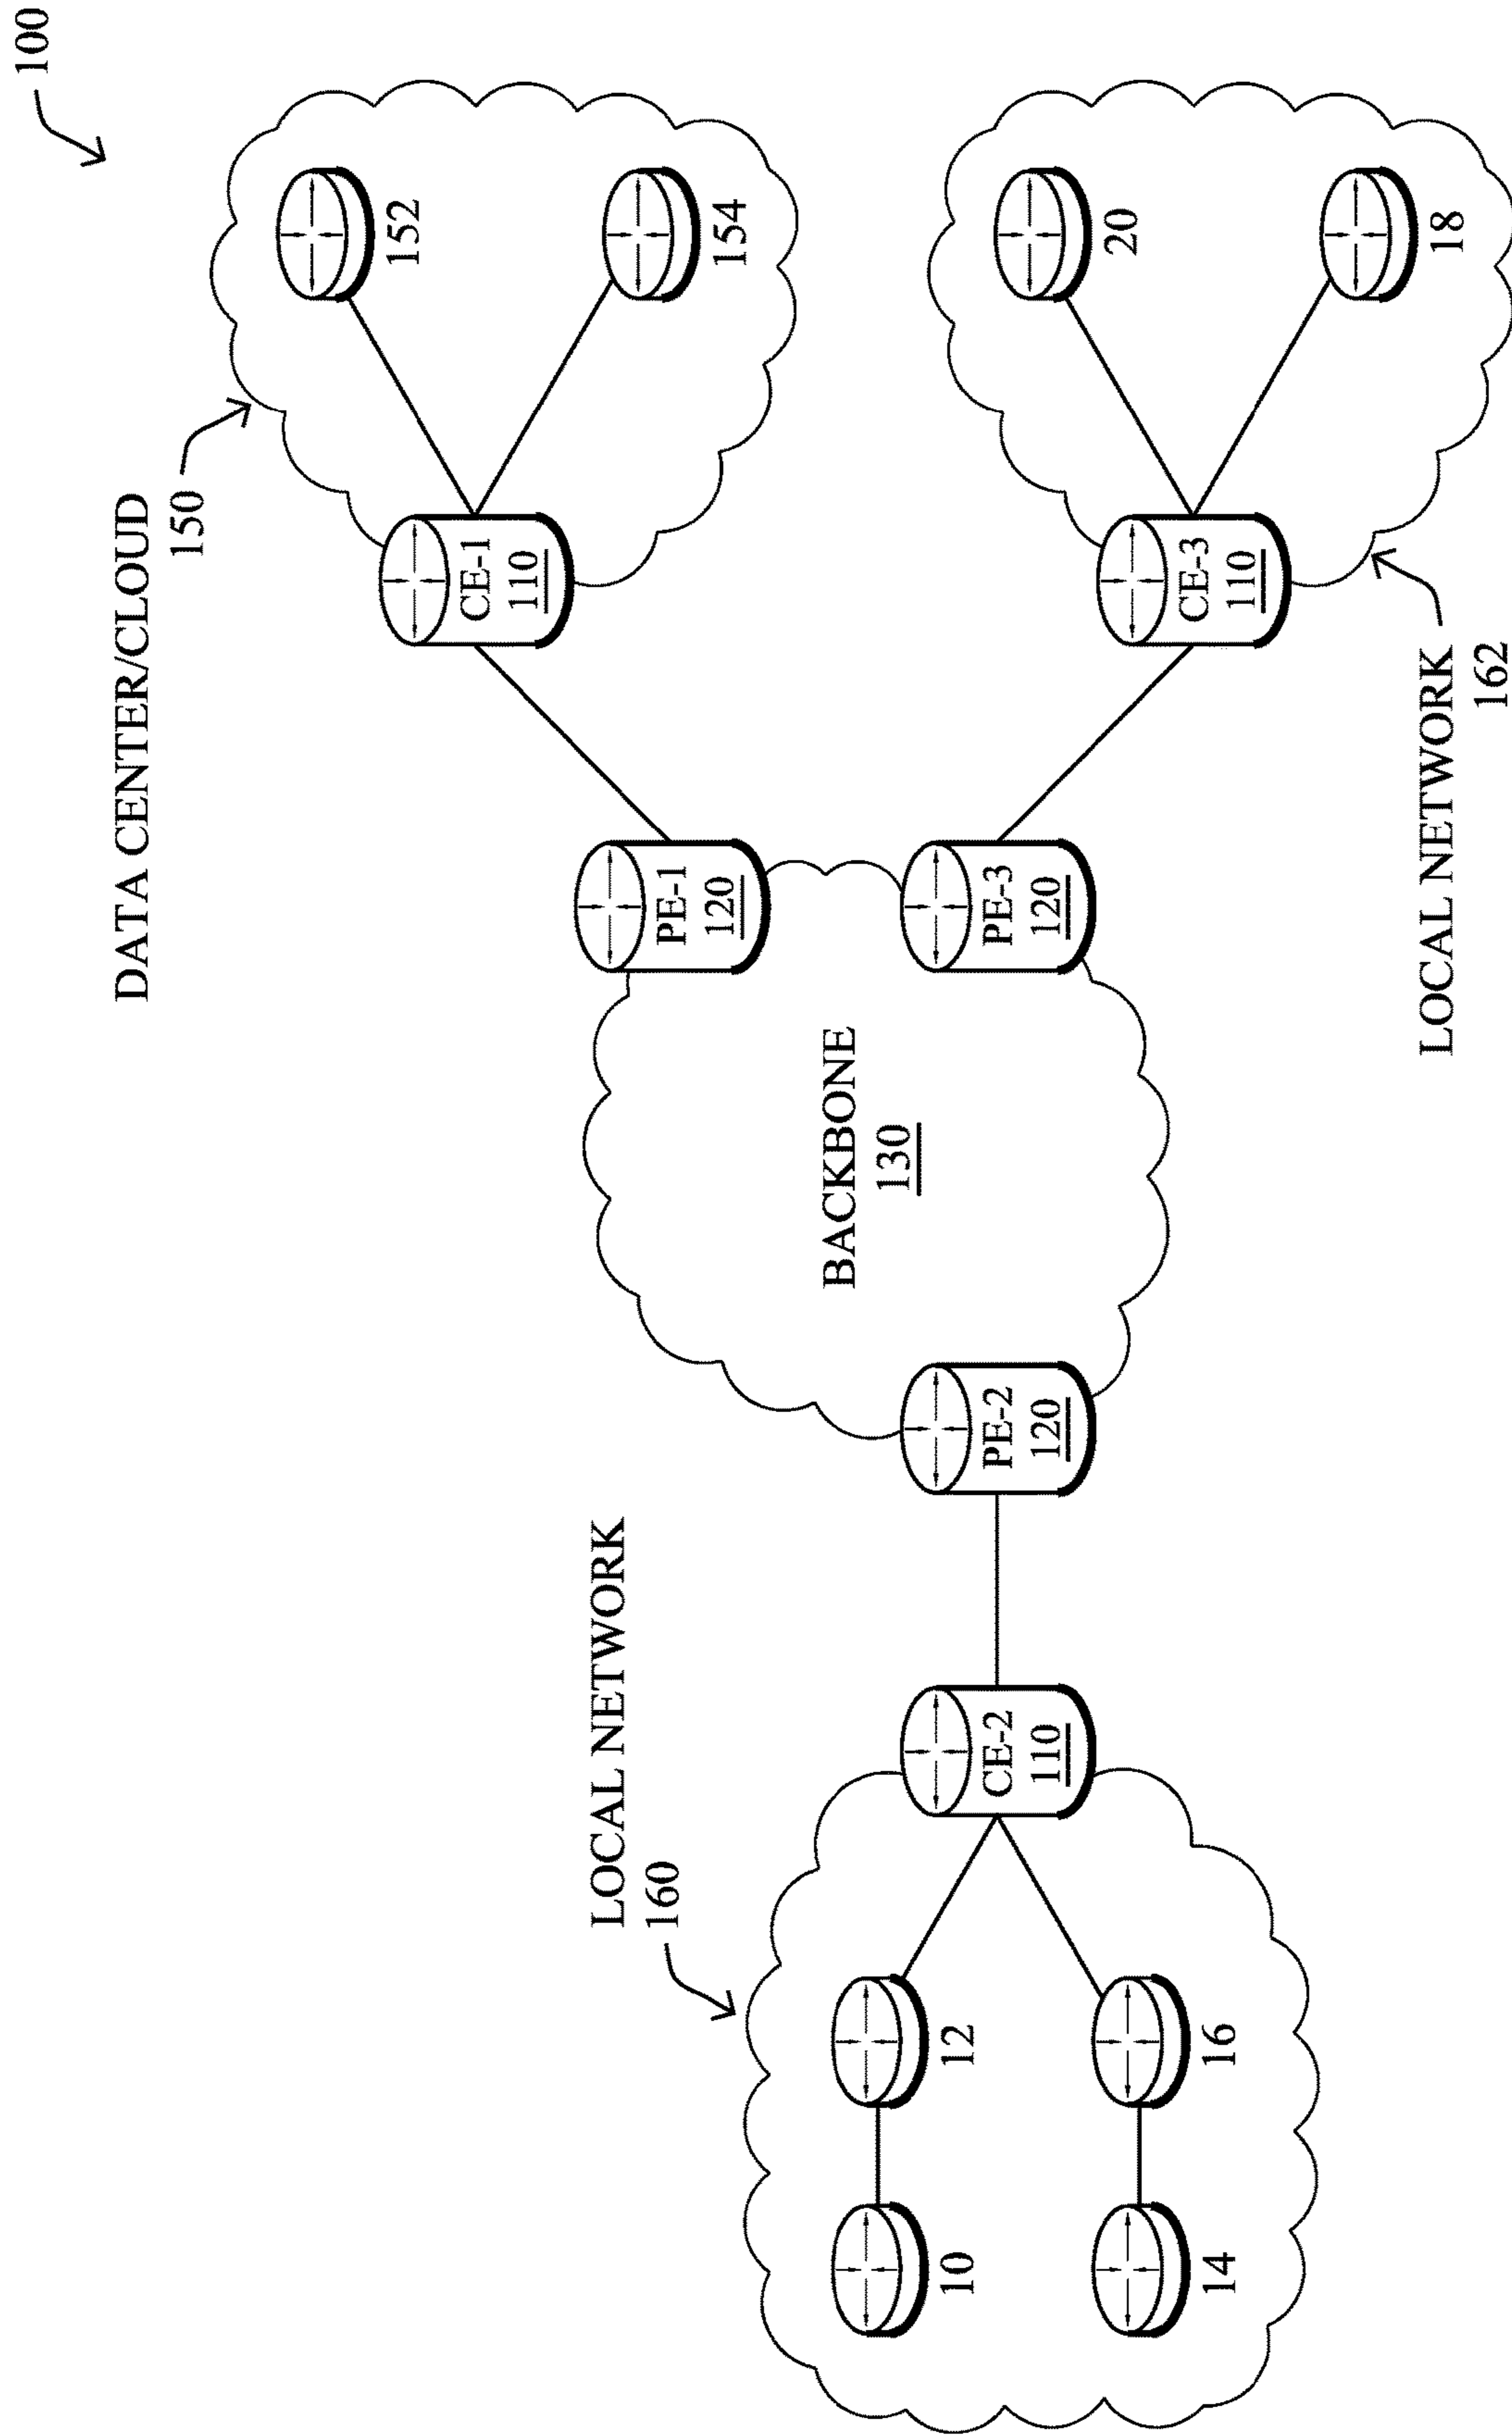 100
DATA CENTER/CLOUD
150
152
154
CE-1
110
LOCAL NETWORK
160
PE-1
120
BACKBONE
130
10
12
CE-2
110
PE-2
120
PE-3
120
14
16
20
CE-3
110
18
LOCAL NETWORK
162